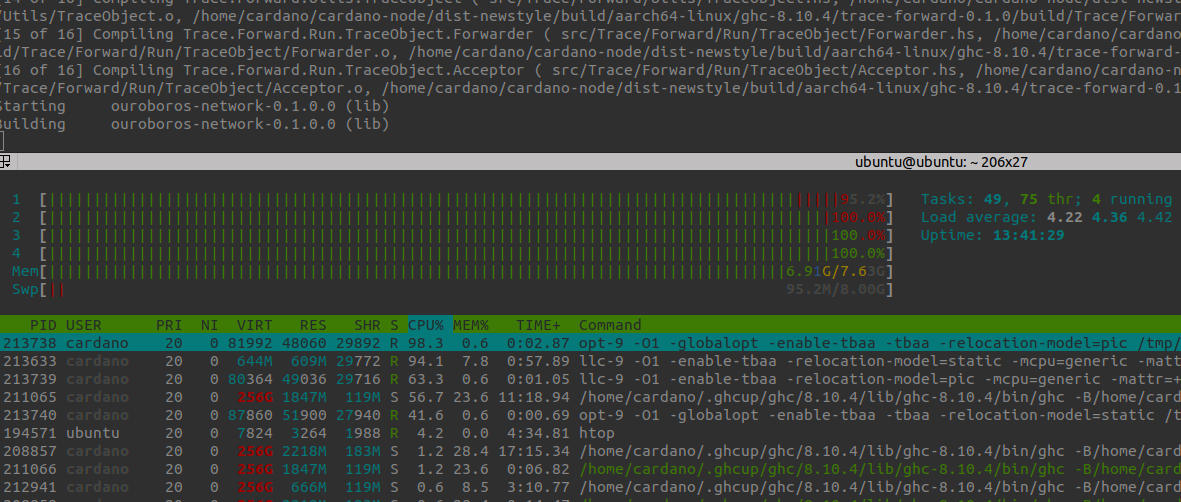 [14 of 16] Compiling Trace.Forward.Utils.TraceObject ( src/Trace/Forward/Utils/TraceObject.hs, /home/cardano/cardano-node/dist-newst
/Utils/TraceObject.o, /home/cardano/cardano-node/dist-newstyle/build/aarch64-linux/ghc-8.10.4/trace-forward-0.1.0/build/Trace/Forwar
[15 of 16] Compiling Trace.Forward.Run.TraceObject.Forwarder ( src/Trace/Forward/Run/TraceObject/Forwarder.hs, /home/cardano/cardano
ld/Trace/Forward/Run/TraceObject/Forwarder.o, /home/cardano/cardano-node/dist-newstyle/build/aarch64-linux/ghc-8.10.4/trace-forward-
[16 of 16] Compiling Trace.Forward.Run.TraceObject.Acceptor ( src/Trace/Forward/Run/TraceObject/Acceptor.hs, /home/cardano/cardano-n
/Trace/Forward/Run/TraceObject/Acceptor.o, /home/cardano/cardano-node/dist-newstyle/build/aarch64-linux/ghc-8.10.4/trace-forward-0.1
Starting ouroboros-network-0.1.0.0 (lib)
Building ouroboros-network-0.1.0.0 (lib)
ubuntu@ubuntu: ~ 206x27
1 [95.2%] Tasks: 49, 75 thr; 4 running
2 [100.0%] Load average: 4.22 4.36 4.42
3 [100.0%] Uptime: 13:41:29
4 [100.0%]
Mem[6.91G/7.63G]
Swp[95.2M/8.00G]
PID USER PRI NI VIRT RES SHR S CPU% MEM% TIME+ Command
213738 cardano 20 0 81992 48060 29892 R 98.3 0.6 0:02.87 opt-9 -O1 -globalopt -enable-tbaa -tbaa -relocation-model=pic /tmp/
213633 cardano 20 0 644M 609M 29772 R 94.1 7.8 0:57.89 llc-9 -O1 -enable-tbaa -relocation-model=static -mcpu=generic -matt
213739 cardano 20 0 80364 49036 29716 R 63.3 0.6 0:01.05 llc-9 -O1 -enable-tbaa -relocation-model=pic -mcpu=generic -mattr=+
211065 cardano 20 0 256G 1847M 119M S 56.7 23.6 11:18.94 /home/cardano/.ghcup/ghc/8.10.4/lib/ghc-8.10.4/bin/ghc -B/home/card
213740 cardano 20 0 87860 51900 27940 R 41.6 0.6 0:00.69 opt-9 -O1 -globalopt -enable-tbaa -tbaa -relocation-model=static /t
194571 ubuntu 20 0 7824 3264 1988 R 4.2 0.0 4:34.81 htop
208857 cardano 20 0 256G 2218M 183M S 1.2 28.4 17:15.34 /home/cardano/.ghcup/ghc/8.10.4/lib/ghc-8.10.4/bin/ghc -B/home/card
211066 cardano 20 0 256G 1847M 119M S 1.2 23.6 0:06.82 /home/cardano/.ghcup/ghc/8.10.4/lib/ghc-8.10.4/bin/ghc -B/home/card
212941 cardano 20 0 256G 666M 119M S 0.6 8.5 3:10.77 /home/cardano/.ghcup/ghc/8.10.4/lib/ghc-8.10.4/bin/ghc -B/home/card